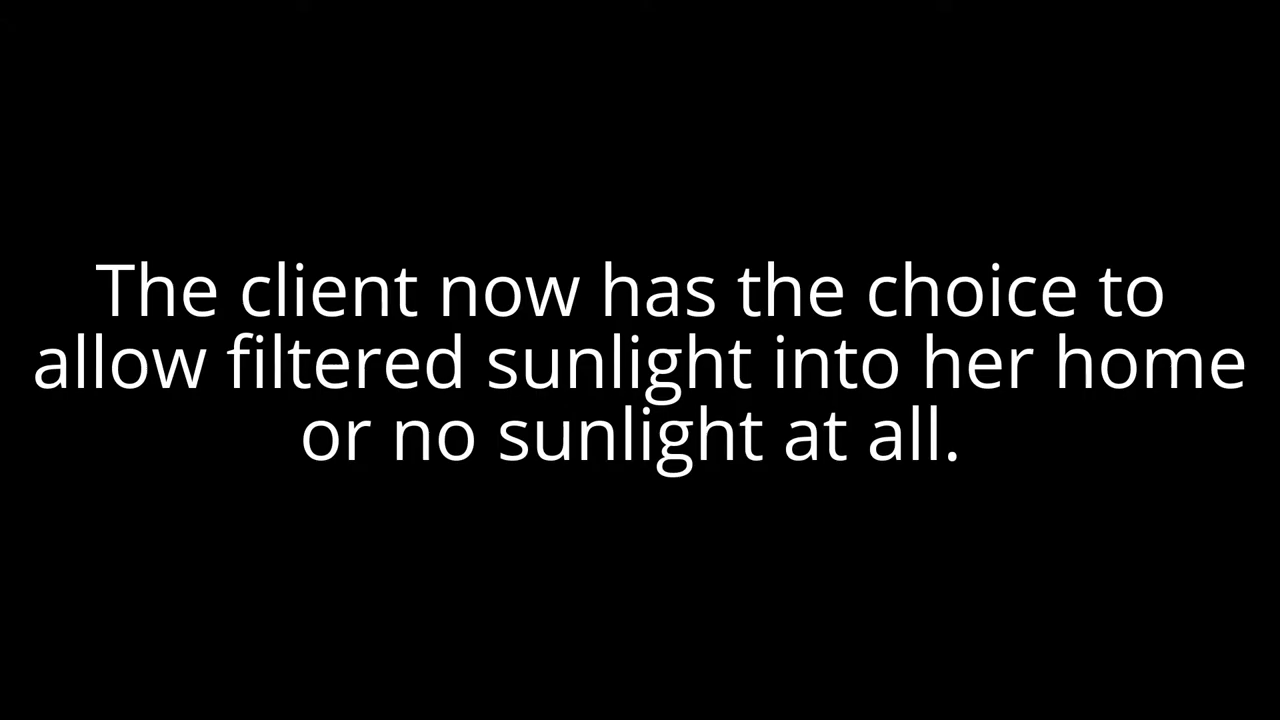 The client now has the choice to
allow filtered sunlight into her home
or no sunlight at all.